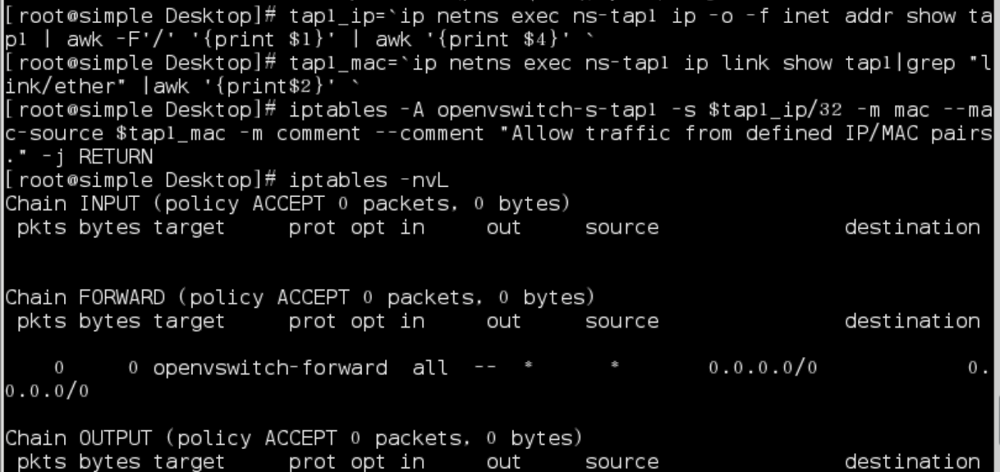 [root@simple Desktop]# tap1_ip=`ip netns exec ns-tap1 ip -o -f inet addr show ta
p1 | awk -F'/' '{print $1}' | awk '{print $4}' `
[root@simple Desktop]# tap1_mac=`ip netns exec ns-tap1 ip link show tap1|grep "l
ink/ether" |awk '{print$2}' `
[root@simple Desktop]# iptables -A openvswitch-s-tap1 -s $tap1_ip/32 -m mac --ma
c-source $tap1_mac -m comment --comment "Allow traffic from defined IP/MAC pairs
." -j RETURN
[root@simple Desktop]# iptables -nvL
Chain INPUT (policy ACCEPT 0 packets, 0 bytes)
 pkts bytes target     prot opt in     out     source               destination
Chain FORWARD (policy ACCEPT 0 packets, 0 bytes)
 pkts bytes target     prot opt in     out     source               destination
    0     0 openvswitch-forward  all  --  *      *       0.0.0.0/0            0.
0.0.0/0
Chain OUTPUT (policy ACCEPT 0 packets, 0 bytes)
 pkts bytes target     prot opt in     out     source               destination